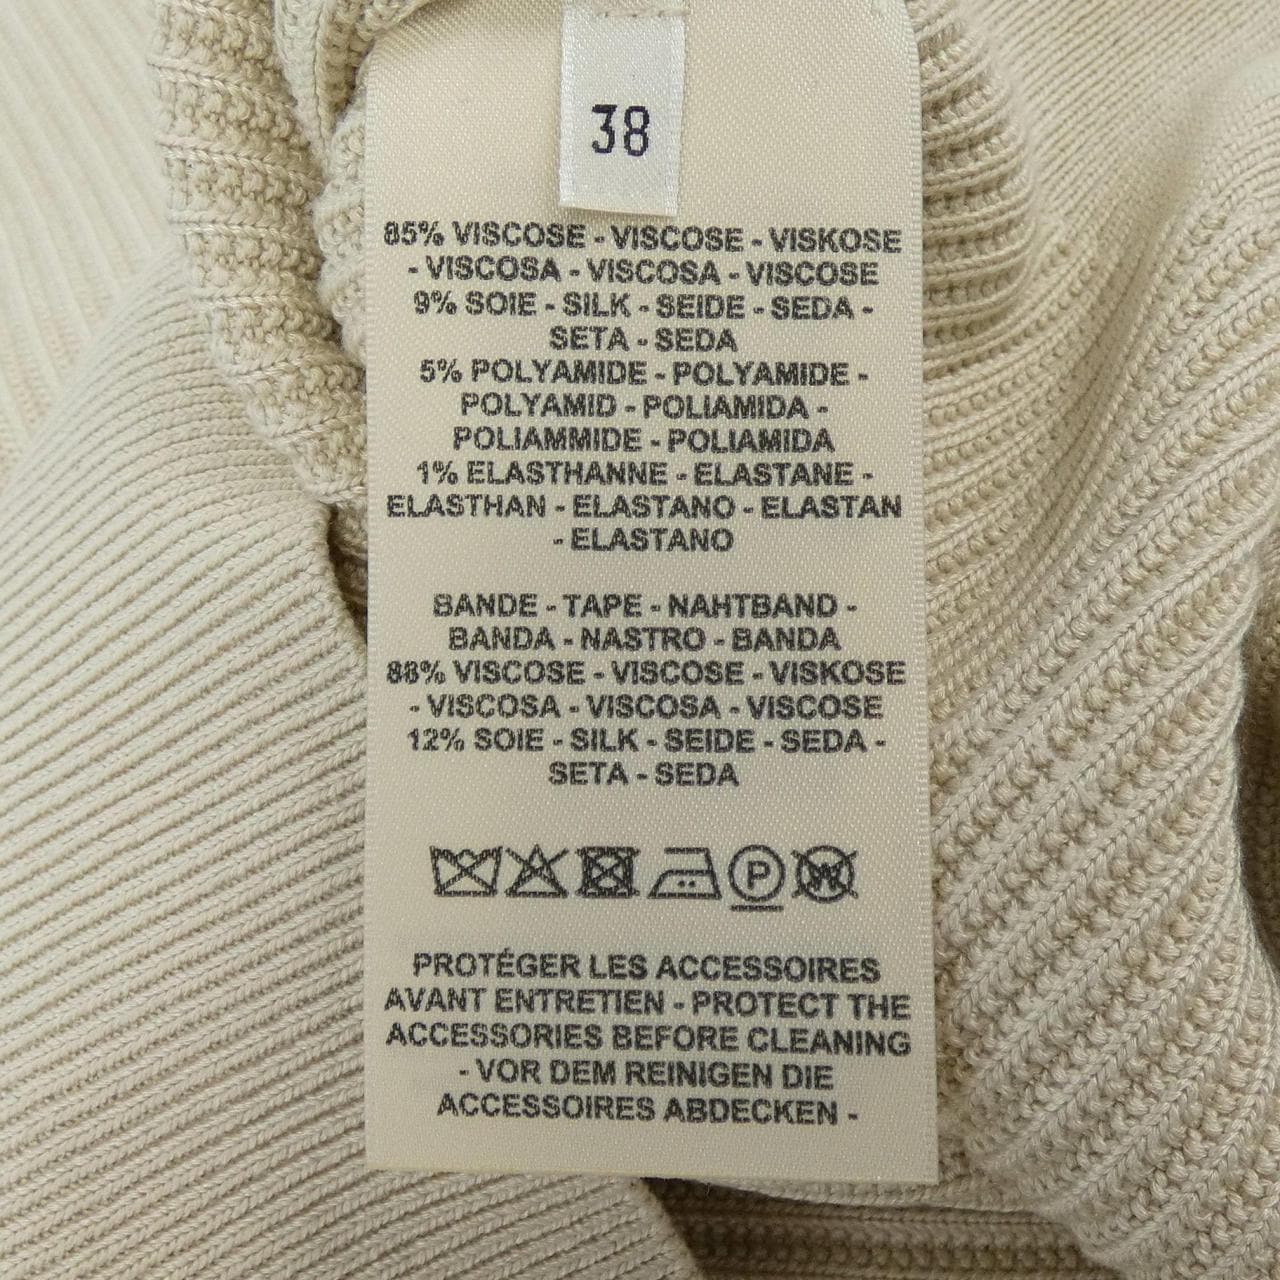 38
85% VISCOSE - VISCOSE - VISKOSE
- VISCOSA - VISCOSA - VISCOSE
9% SOIE - SILK - SEIDE - SEDA -
SETA - SEDA
5% POLYAMIDE - POLYAMIDE -
POLYAMID - POLIAMIDA -
POLIAMMIDE - POLIAMIDA
1% ELASTHANNE - ELASTANE -
ELASTHAN - ELASTANO - ELASTAN
- ELASTANO
BANDE - TAPE - NAHTBAND -
BANDA - NASTRO - BANDA
88% VISCOSE - VISCOSE - VISKOSE
- VISCOSA - VISCOSA - VISCOSE
12% SOIE - SILK - SEIDE - SEDA -
SETA - SEDA
P W
PROTÉGER LES ACCESSOIRES
AVANT ENTRETIEN - PROTECT THE
ACCESSORIES BEFORE CLEANING
- VOR DEM REINIGEN DIE
ACCESSOIRES ABDECKEN -